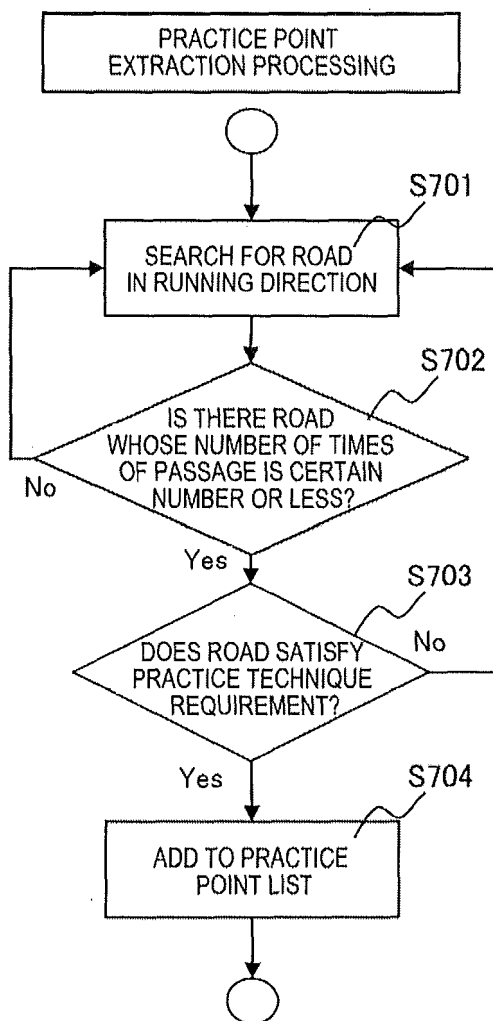 PRACTICE POINT
EXTRACTION PROCESSING
S701
SEARCH FOR ROAD
IN RUNNING DIRECTION
S702
IS THERE ROAD
WHOSE NUMBER OF TIMES
OF PASSAGE IS CERTAIN
NUMBER OR LESS?
No
Yes
S703
DOES ROAD SATISFY
PRACTICE TECHNIQUE
REQUIREMENT?
No
Yes
S704
ADD TO PRACTICE
POINT LIST